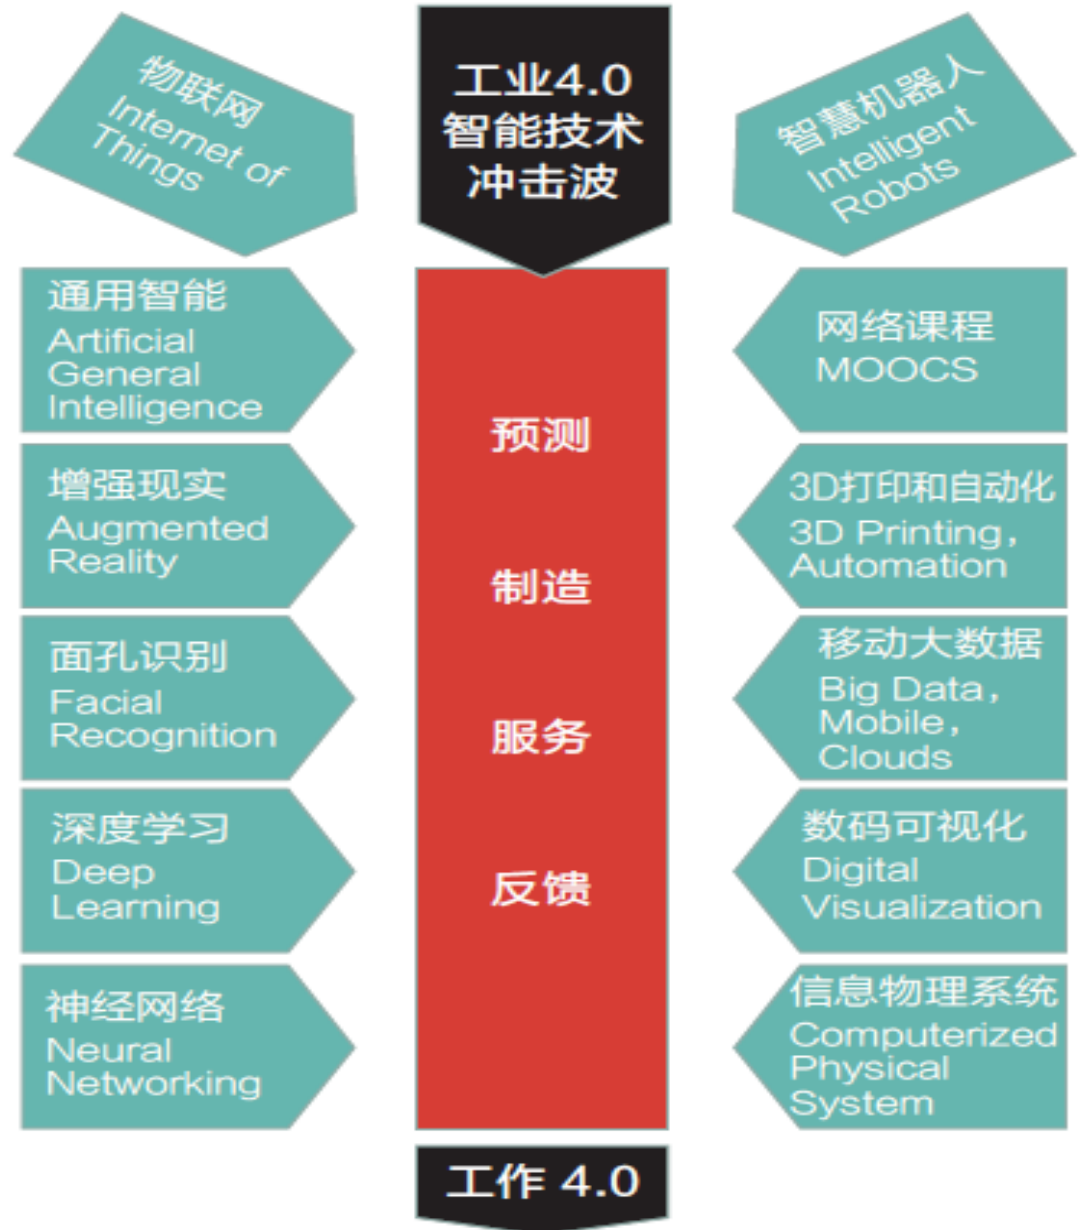 物联网
Internet of
Things
工业4.0
智能技术
冲击波
智慧机器人
Intelligent
Robots
通用智能
Artificial
General
Intelligence
增强现实
Augmented
Reality
面孔识别
Facial
Recognition
深度学习
Deep
Learning
神经网络
Neural
Networking
预测
制造
服务
反馈
网络课程
MOOCS
3D打印和自动化
3D Printing，
Automation
移动大数据
Big Data，
Mobile，
Clouds
数码可视化
Digital
Visualization
信息物理系统
Computerized
Physical
System
工作 4.0